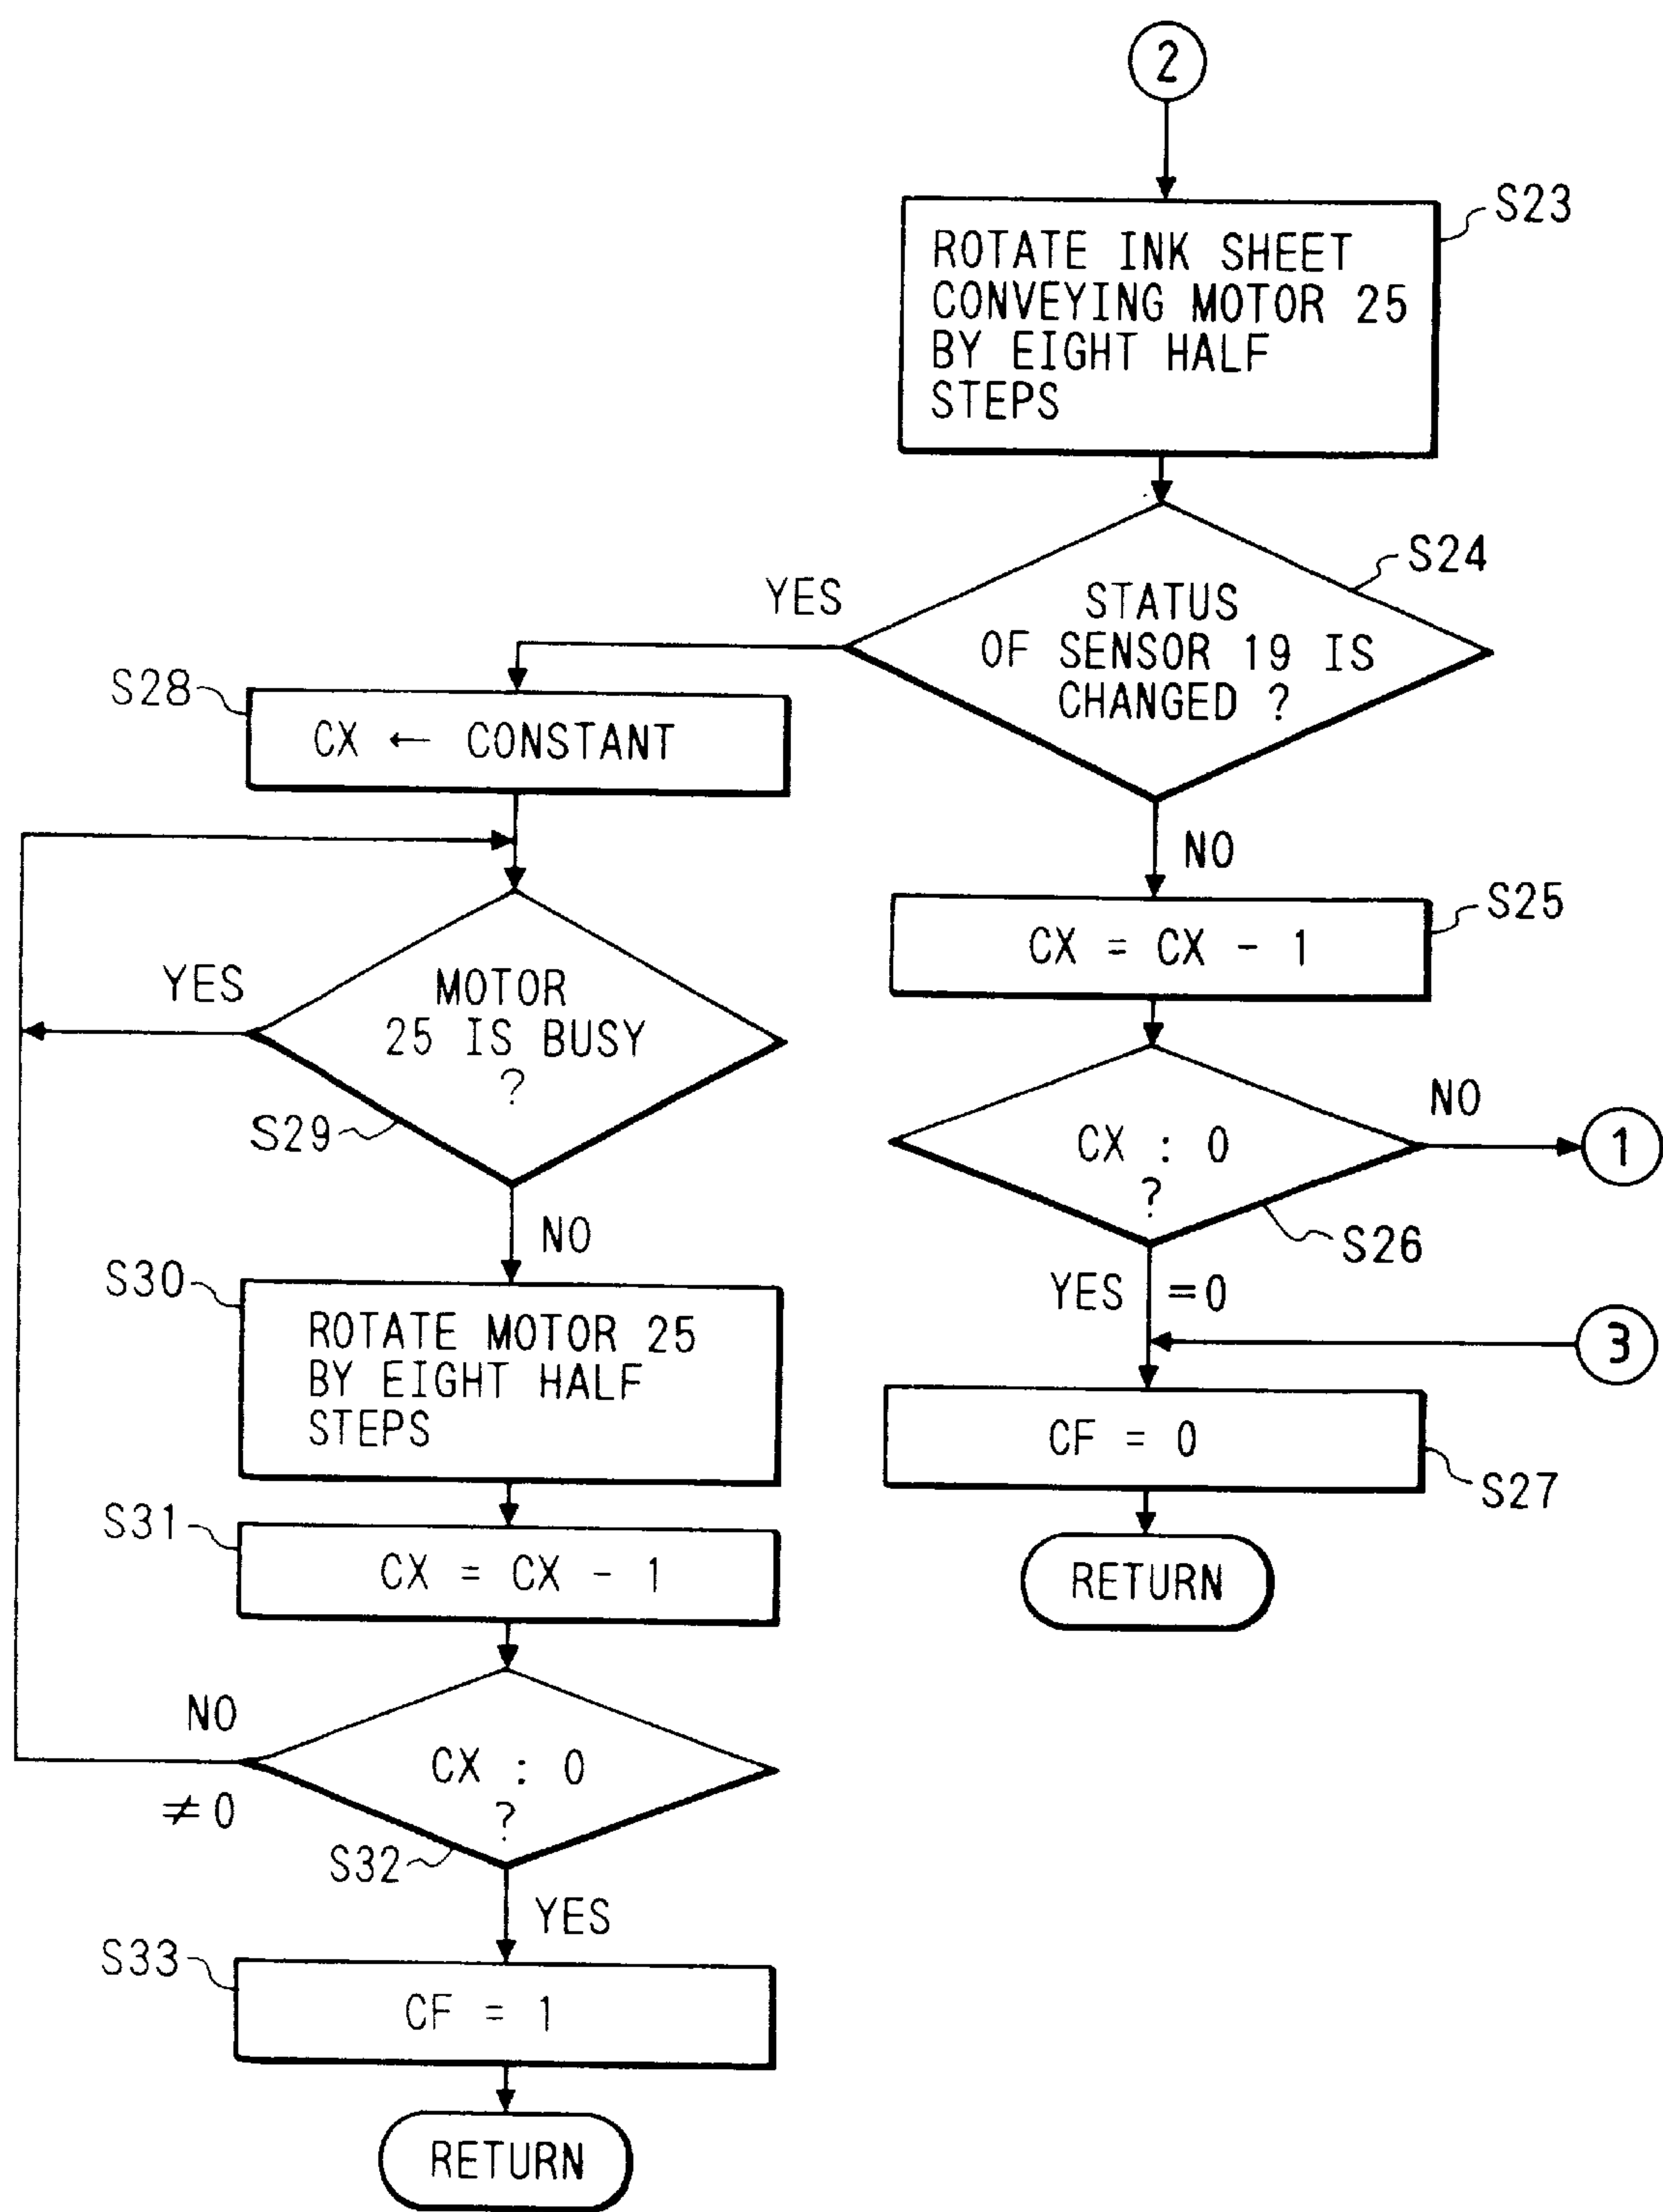 2
S23
ROTATE INK SHEET
CONVEYING MOTOR 25
BY EIGHT HALF
STEPS
S24
YES
STATUS
OF SENSOR 19 IS
CHANGED ?
S28
CX ← CONSTANT
NO
S25
CX = CX - 1
YES
MOTOR
25 IS BUSY
?
S29
NO
CX : 0
?
NO
1
S26
YES =0
3
S30
ROTATE MOTOR 25
BY EIGHT HALF
STEPS
CF = 0
S27
RETURN
S31
CX = CX - 1
NO
≠0
CX : 0
?
S32
YES
S33
CF = 1
RETURN